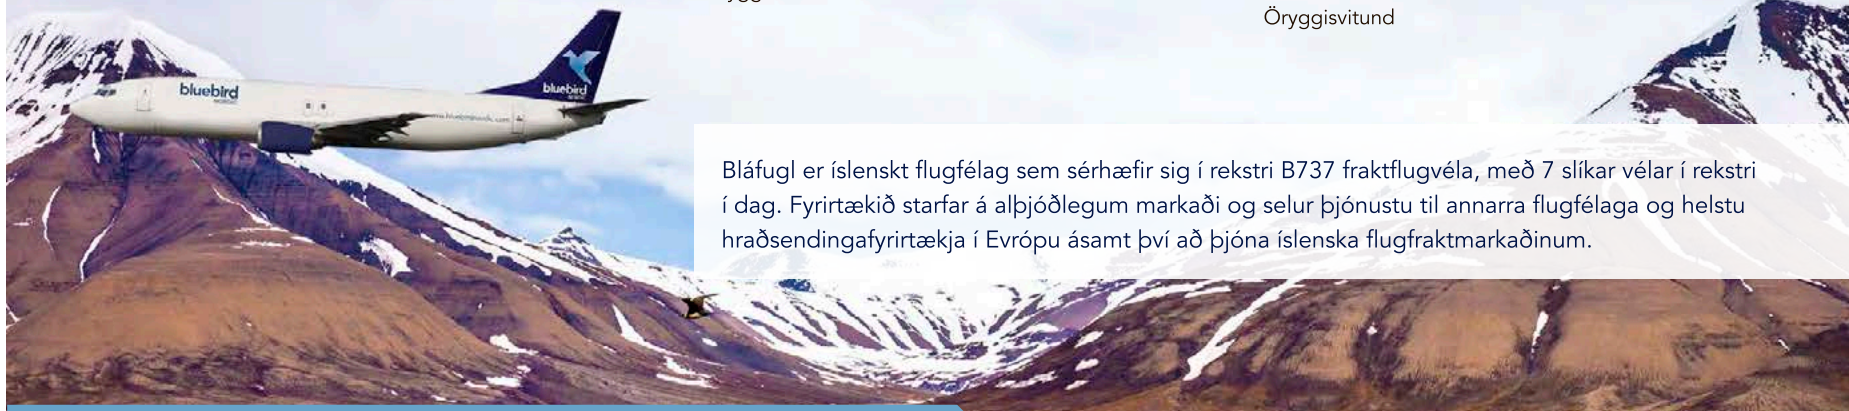 Öryggisvitund
bluebird
bluebird
Bláfugl er íslenskt flugfélag sem sérhæfir sig í rekstri B737 fraktflugvéla, með 7 slíkar vélar í rekstri
í dag. Fyrirtækið starfar á alþjóðlegum markaði og selur þjónustu til annarra flugfélaga og helstu
hraðsendingafyrirtækja í Evrópu ásamt því að þjóna íslenska flugfraktmarkaðinum.